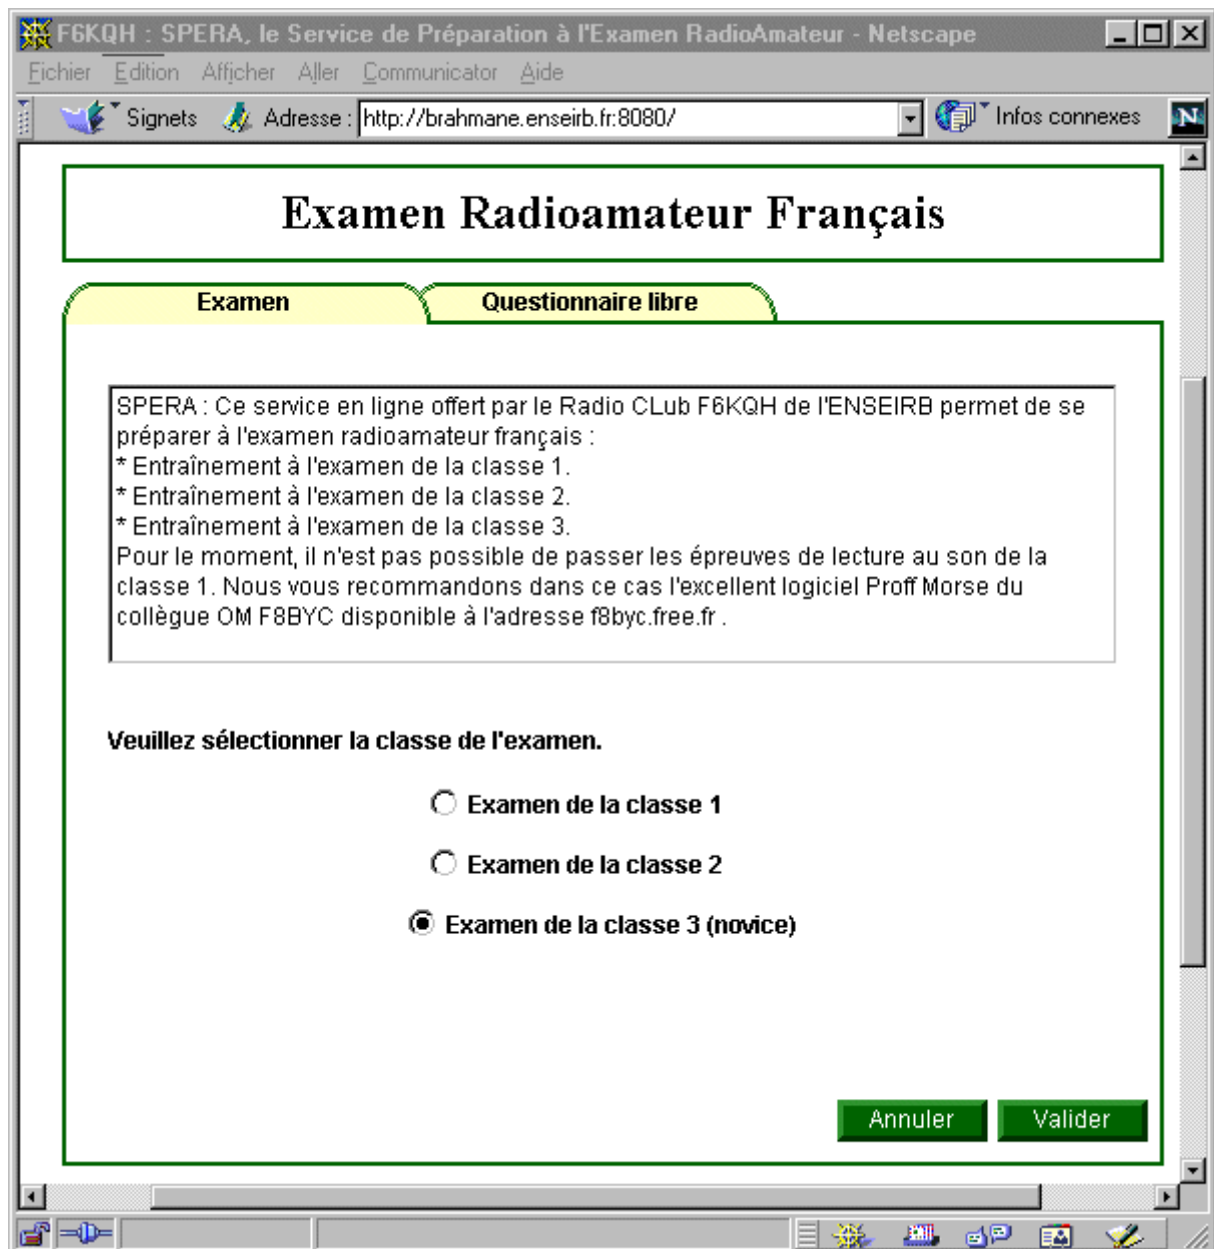 F6KQH : SPERA, le Service de Préparation à l'Examen RadioAmateur - Netscape
Fichier Edition Afficher Aller Communicator Aide
Signets Adresse : http://brahmane.enseirb.fr:8080/ Infos connexes N
Examen Radioamateur Français
Examen Questionnaire libre
SPERA : Ce service en ligne offert par le Radio CLub F6KQH de l'ENSEIRB permet de se
préparer à l'examen radioamateur français :
* Entraînement à l'examen de la classe 1.
* Entraînement à l'examen de la classe 2.
* Entraînement à l'examen de la classe 3.
Pour le moment, il n'est pas possible de passer les épreuves de lecture au son de la
classe 1. Nous vous recommandons dans ce cas l'excellent logiciel Proff Morse du
collègue OM F8BYC disponible à l'adresse f8byc.free.fr .
Veuillez sélectionner la classe de l'examen.
Examen de la classe 1
Examen de la classe 2
Examen de la classe 3 (novice)
Annuler Valider